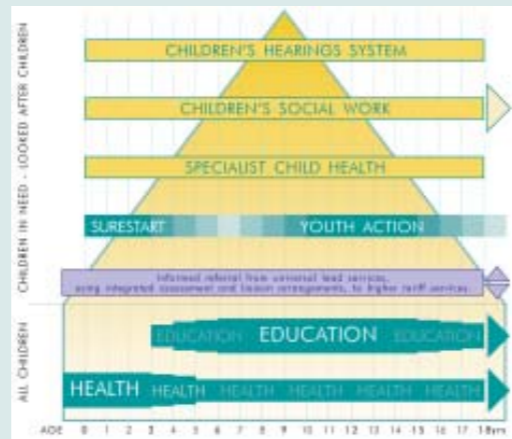 CHILDREN IN NEED - LOOKED AFTER CHILDREN
CHILDREN'S HEARINGS SYSTEM
CHILDREN'S SOCIAL WORK
SPECIALIST CHILD HEALTH
SURESTART YOUTH ACTION
Informed referral from universal lead services,
using integrated assessment and liaison arrangements, to higher tariff services
ALL CHILDREN
EDUCATION EDUCATION EDUCATION
HEALTH HEALTH HEALTH HEALTH HEALTH HEALTH
AGE 0 1 2 3 4 5 6 7 8 9 10 11 12 13 14 15 16 17 18yrs